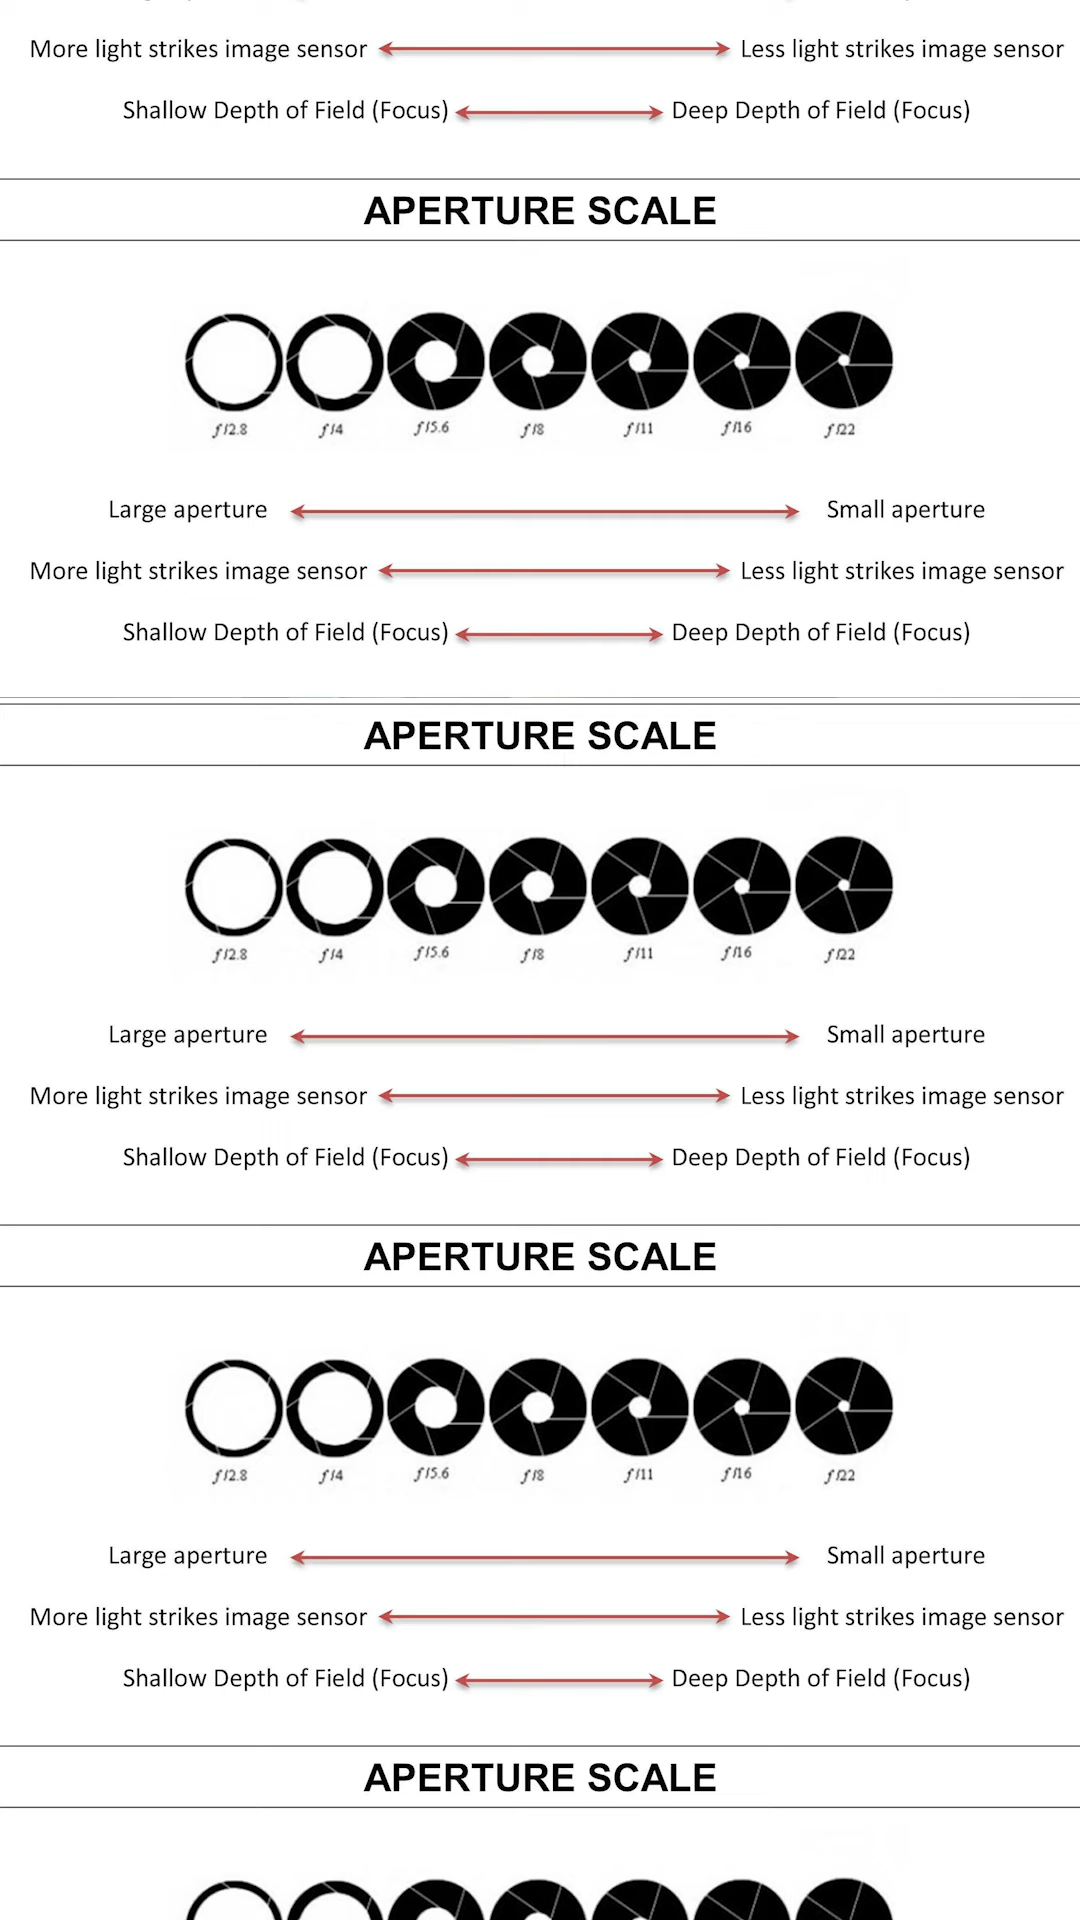 More light strikes image sensor Less light strikes image sensor
Shallow Depth of Field (Focus) Deep Depth of Field (Focus)
APERTURE SCALE
f/2.8 f/4 f/5.6 f/8 f/11 f/16 f/22
Large aperture Small aperture
More light strikes image sensor Less light strikes image sensor
Shallow Depth of Field (Focus) Deep Depth of Field (Focus)
APERTURE SCALE
f/2.8 f/4 f/5.6 f/8 f/11 f/16 f/22
Large aperture Small aperture
More light strikes image sensor Less light strikes image sensor
Shallow Depth of Field (Focus) Deep Depth of Field (Focus)
APERTURE SCALE
f/2.8 f/4 f/5.6 f/8 f/11 f/16 f/22
Large aperture Small aperture
More light strikes image sensor Less light strikes image sensor
Shallow Depth of Field (Focus) Deep Depth of Field (Focus)
APERTURE SCALE